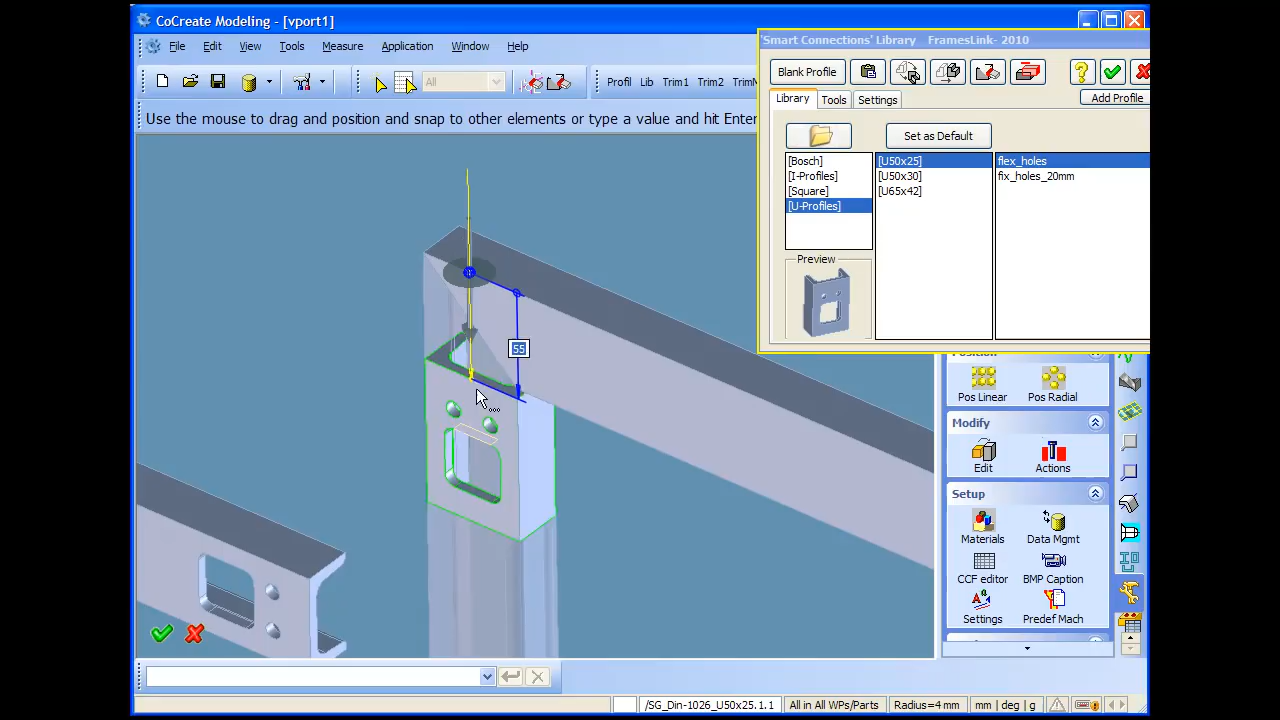 CoCreate Modeling - [vport1]
File Edit View Tools Measure Application Window Help
'Smart Connections' Library FramesLink- 2010
Blank Profile
Library Tools Settings Add Profile
All
Profil Lib Trim1 Trim2
Use the mouse to drag and position and snap to other elements or type a value and hit Enter
Set as Default
[Bosch] [U50x25] flex_holes
[I-Profiles] [U50x30] fix_holes_20mm
[Square] [U65x42]
[U-Profiles]
Preview
55
Pos Linear Pos Radial
Modify
Edit Actions
Setup
Materials Data Mgmt
CCF editor BMP Caption
Settings Predef Mach
/SG_Din-1026_U50x25.1.1 All in All WPs/Parts Radius=4 mm mm | deg | g